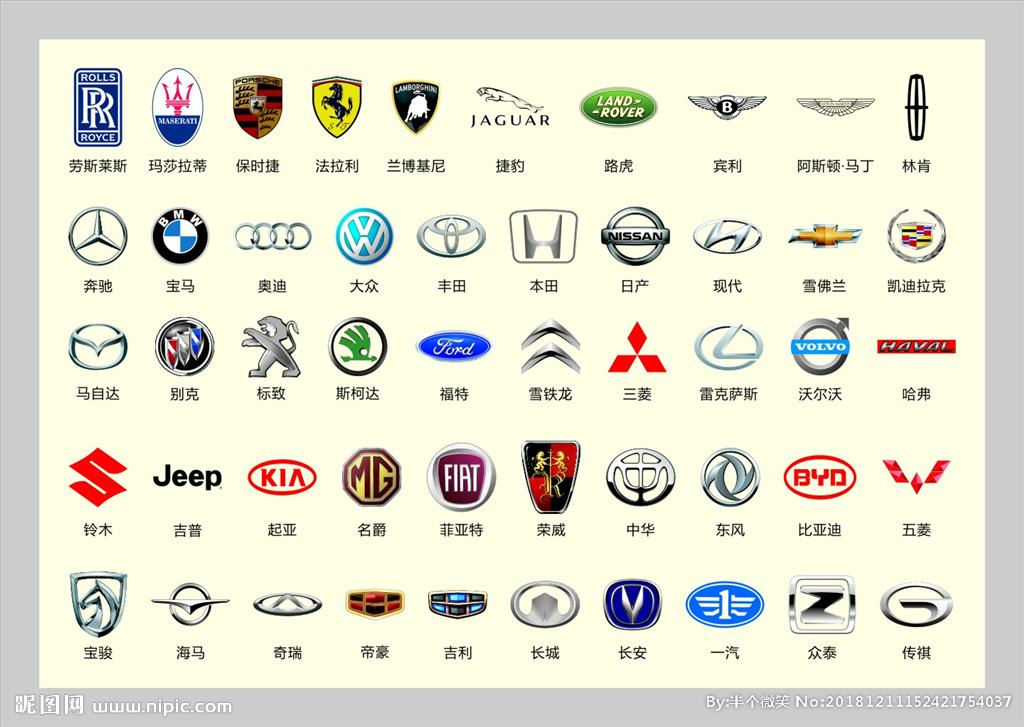 ROLLS
RR
ROYCE
MASERATI
PORSCHE
S F
LAMBORGHINI
JAGUAR
LAND-
ROVER
B
ASTON MARTIN
劳斯莱斯 玛莎拉蒂 保时捷 法拉利 兰博基尼 捷豹 路虎 宾利 阿斯顿·马丁 林肯
BMW
NISSAN
奔驰 宝马 奥迪 大众 丰田 本田 日产 现代 雪佛兰 凯迪拉克
Ford
VOLVO
HAVAL
马自达 别克 标致 斯柯达 福特 雪铁龙 三菱 雷克萨斯 沃尔沃 哈弗
Jeep
KIA
MG
FIAT
R
BYD
铃木 吉普 起亚 名爵 菲亚特 荣威 中华 东风 比亚迪 五菱
1
宝骏 海马 奇瑞 帝豪 吉利 长城 长安 一汽 众泰 传祺
昵图网 www.nipic.com
By:半个微笑 No:20181211152421754037